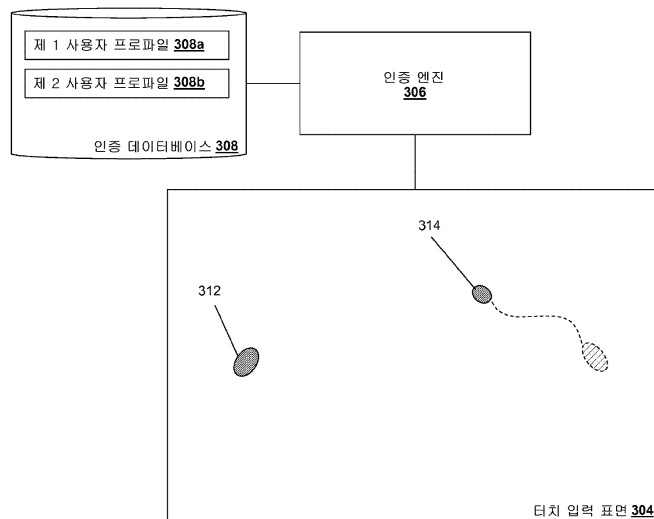 제 1 사용자 프로파일 308a
제 2 사용자 프로파일 308b
인증 데이터베이스 308
인증 엔진
306
314
312
터치 입력 표면 304